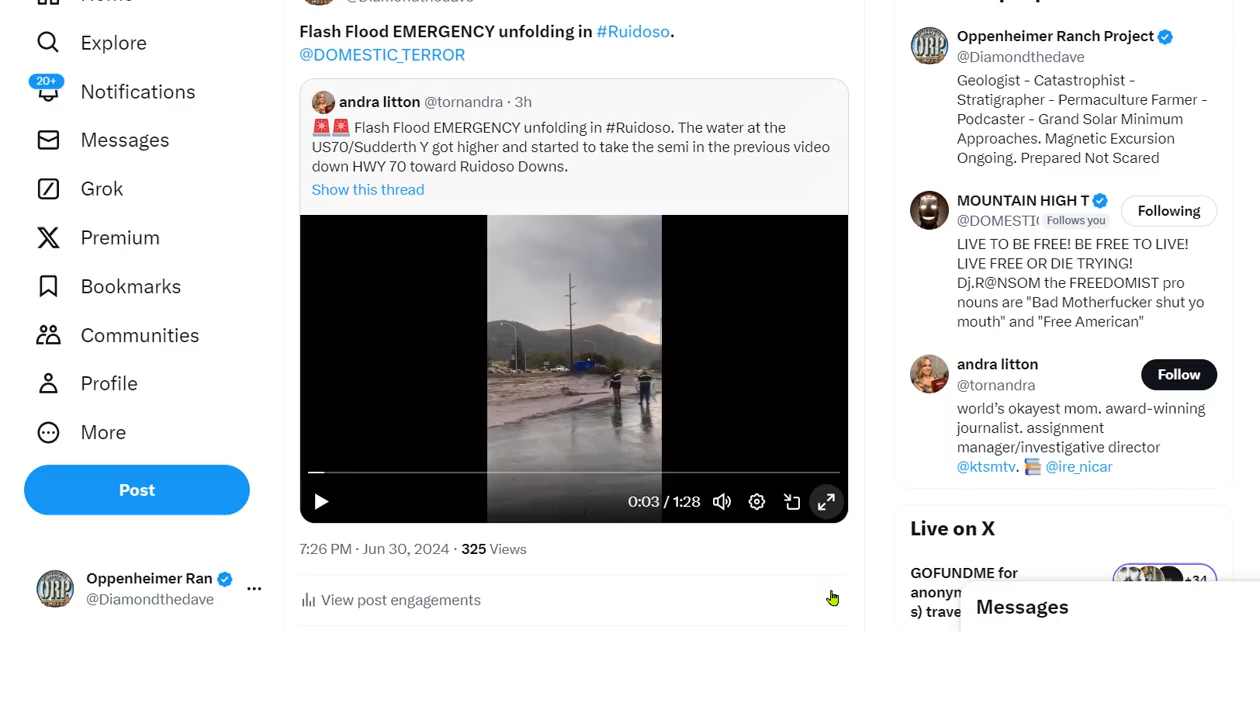 @Diamondthedave
Flash Flood EMERGENCY unfolding in #Ruidoso.
@DOMESTIC_TERROR
andra litton @tornandra · 3h
🚨🚨 Flash Flood EMERGENCY unfolding in #Ruidoso. The water at the
US70/Sudderth Y got higher and started to take the semi in the previous video
down HWY 70 toward Ruidoso Downs.
Show this thread
0:03 / 1:28
7:26 PM · Jun 30, 2024 · 325 Views
View post engagements
Explore
20+
Notifications
Messages
Grok
Premium
Bookmarks
Communities
Profile
More
Post
ORP
Oppenheimer Ran
@Diamondthedave
ORP
Oppenheimer Ranch Project
@Diamondthedave
Geologist - Catastrophist -
Stratigrapher - Permaculture Farmer -
Podcaster - Grand Solar Minimum
Approaches. Magnetic Excursion
Ongoing. Prepared Not Scared
MOUNTAIN HIGH T
@DOMESTI Follows you
Following
LIVE TO BE FREE! BE FREE TO LIVE!
LIVE FREE OR DIE TRYING!
Dj.R@NSOM the FREEDOMIST pro
nouns are "Bad Motherfucker shut yo
mouth" and "Free American"
andra litton
@tornandra
Follow
world's okayest mom. award-winning
journalist. assignment
manager/investigative director
@ktsmtv. 📚 @ire_nicar
Live on X
GOFUNDME for
anonym
s) trave
+34
Messages